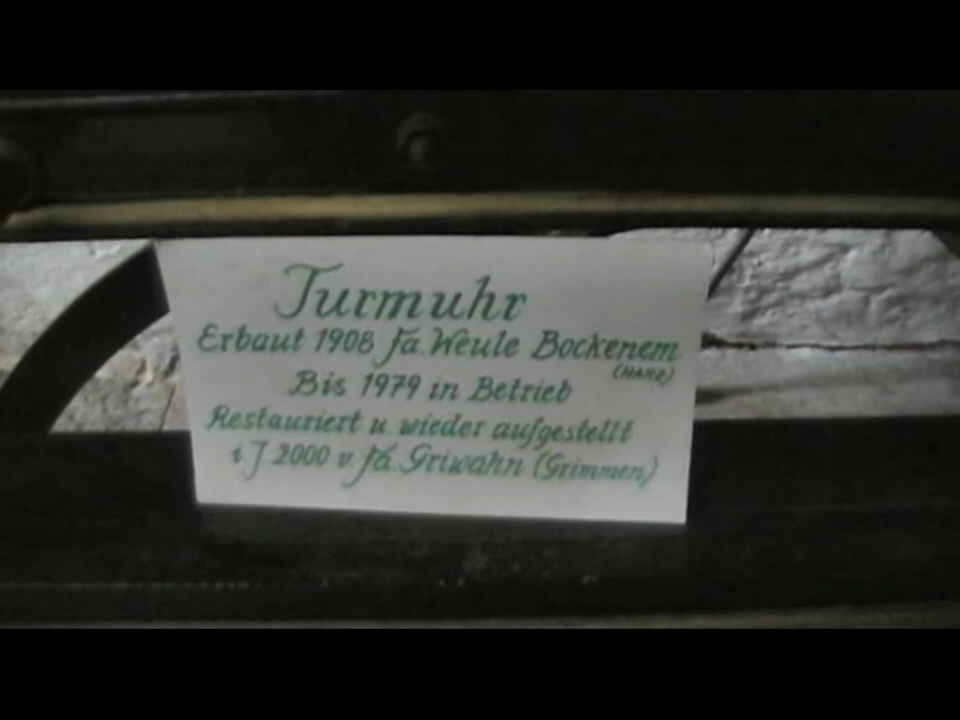 Turmuhr
Erbaut 1908 Fa. Weule Bockenem
(HARZ)
Bis 1979 in Betrieb
Restauriert u. wieder aufgestellt
i. J 2000 v. Fa. Griwahn (Grimmen)